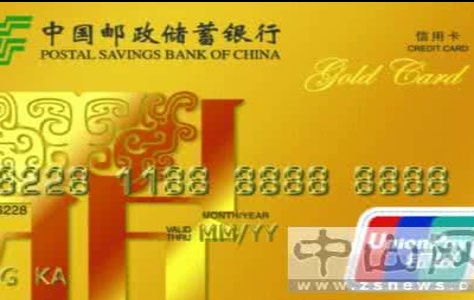 中国邮政储蓄银行
POSTAL SAVINGS BANK OF CHINA
信用卡
CREDIT CARD
Gold Card
6228 1188 8888 8888
6228
MONTH/YEAR
VALID
THRU MM/YY
G KA
UnionPay
银联
中山网
www.zsnews.c